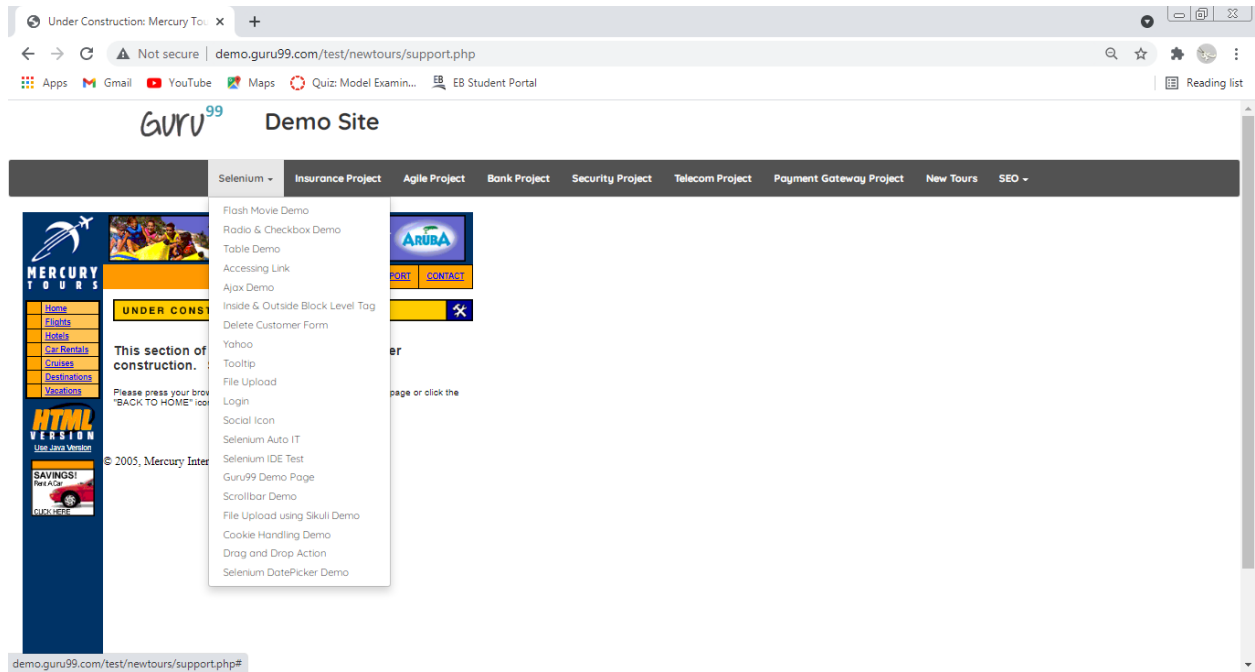 Under Construction: Mercury Tou
Not secure | demo.guru99.com/test/newtours/support.php
Apps Gmail YouTube Maps Quiz: Model Examin... EB EB Student Portal Reading list
Guru99 Demo Site
Selenium Insurance Project Agile Project Bank Project Security Project Telecom Project Payment Gateway Project New Tours SEO
Flash Movie Demo
Radio & Checkbox Demo
Table Demo
Accessing Link
Ajax Demo
Inside & Outside Block Level Tag
Delete Customer Form
Yahoo
Tooltip
File Upload
Login
Social Icon
Selenium Auto IT
Selenium IDE Test
Guru99 Demo Page
Scrollbar Demo
File Upload using Sikuli Demo
Cookie Handling Demo
Drag and Drop Action
Selenium DatePicker Demo
MERCURY
TOURS
ARUBA
PORT CONTACT
Home
Flights
Hotels
Car Rentals
Cruises
Destinations
Vacations
HTML
VERSION
Use Java Version
SAVINGS!
Rent A Car
CLICK HERE
UNDER CONST
This section of er
construction.
Please press your brow page or click the
"BACK TO HOME" ico
© 2005, Mercury Inter
demo.guru99.com/test/newtours/support.php#